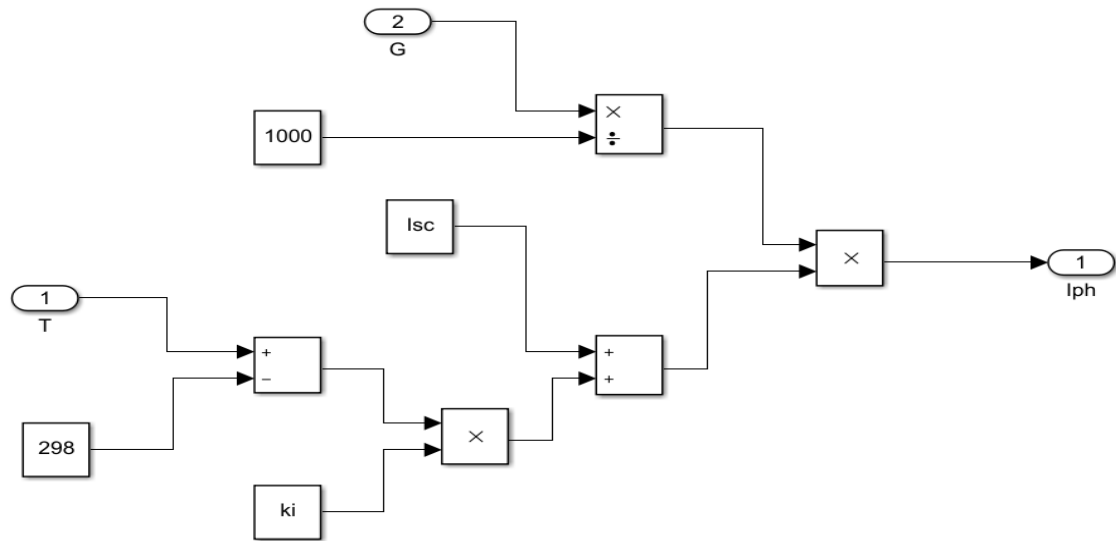 2
G
×
÷
1000
Isc
×
1
Iph
1
T
+
−
+
+
298
×
ki